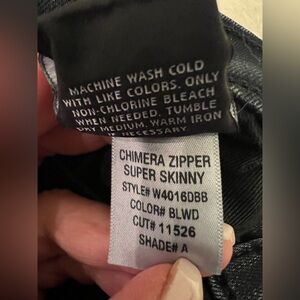 MACHINE WASH COLD
WITH LIKE COLORS. ONLY
NON-CHLORINE BLEACH
WHEN NEEDED. TUMBLE
DRY MEDIUM. WARM IRON
IF NECESSARY
CHIMERA ZIPPER
SUPER SKINNY
STYLE# W4016DBB
COLOR# BLWD
CUT# 11526
SHADE# A